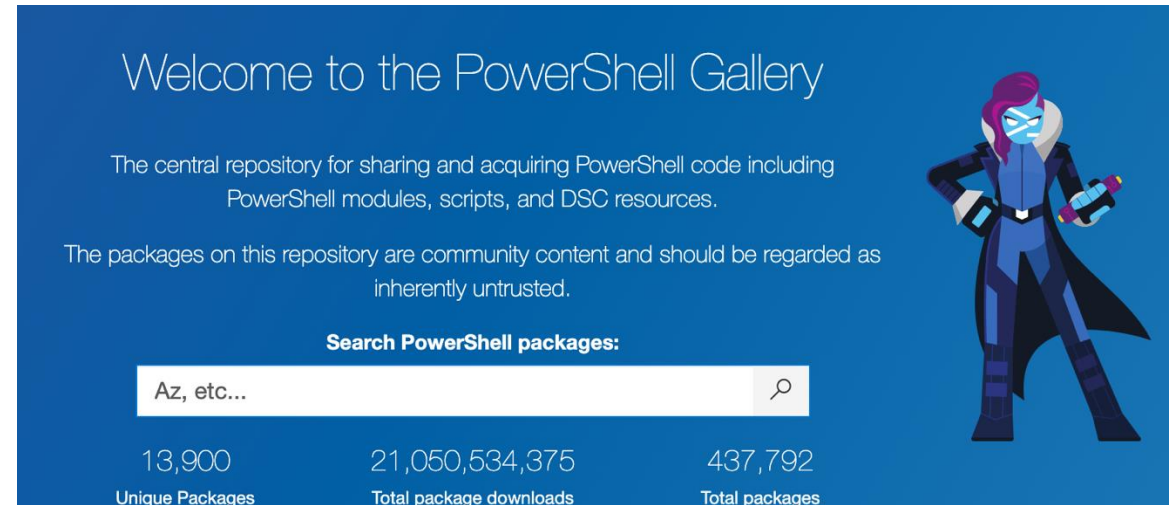 Welcome to the PowerShell Gallery
The central repository for sharing and acquiring PowerShell code including
PowerShell modules, scripts, and DSC resources.
The packages on this repository are community content and should be regarded as
inherently untrusted.
Search PowerShell packages:
Az, etc...
13,900 21,050,534,375 437,792
Unique Packages Total package downloads Total packages